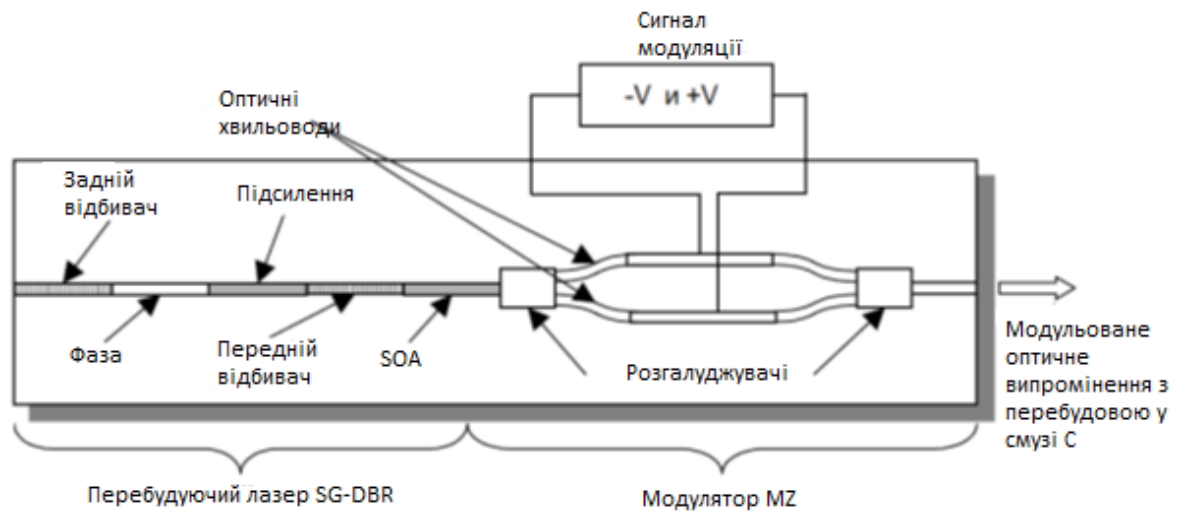 Сигнал
модуляції
-V и +V
Оптичні
хвильоводи
Задній
відбивач
Підсилення
Фаза
Передній
відбивач
SOA
Розгалуджувачі
Модульоване
оптичне
випромінення з
перебудовою у
смузі С
Перебудуючий лазер SG-DBR
Модулятор MZ